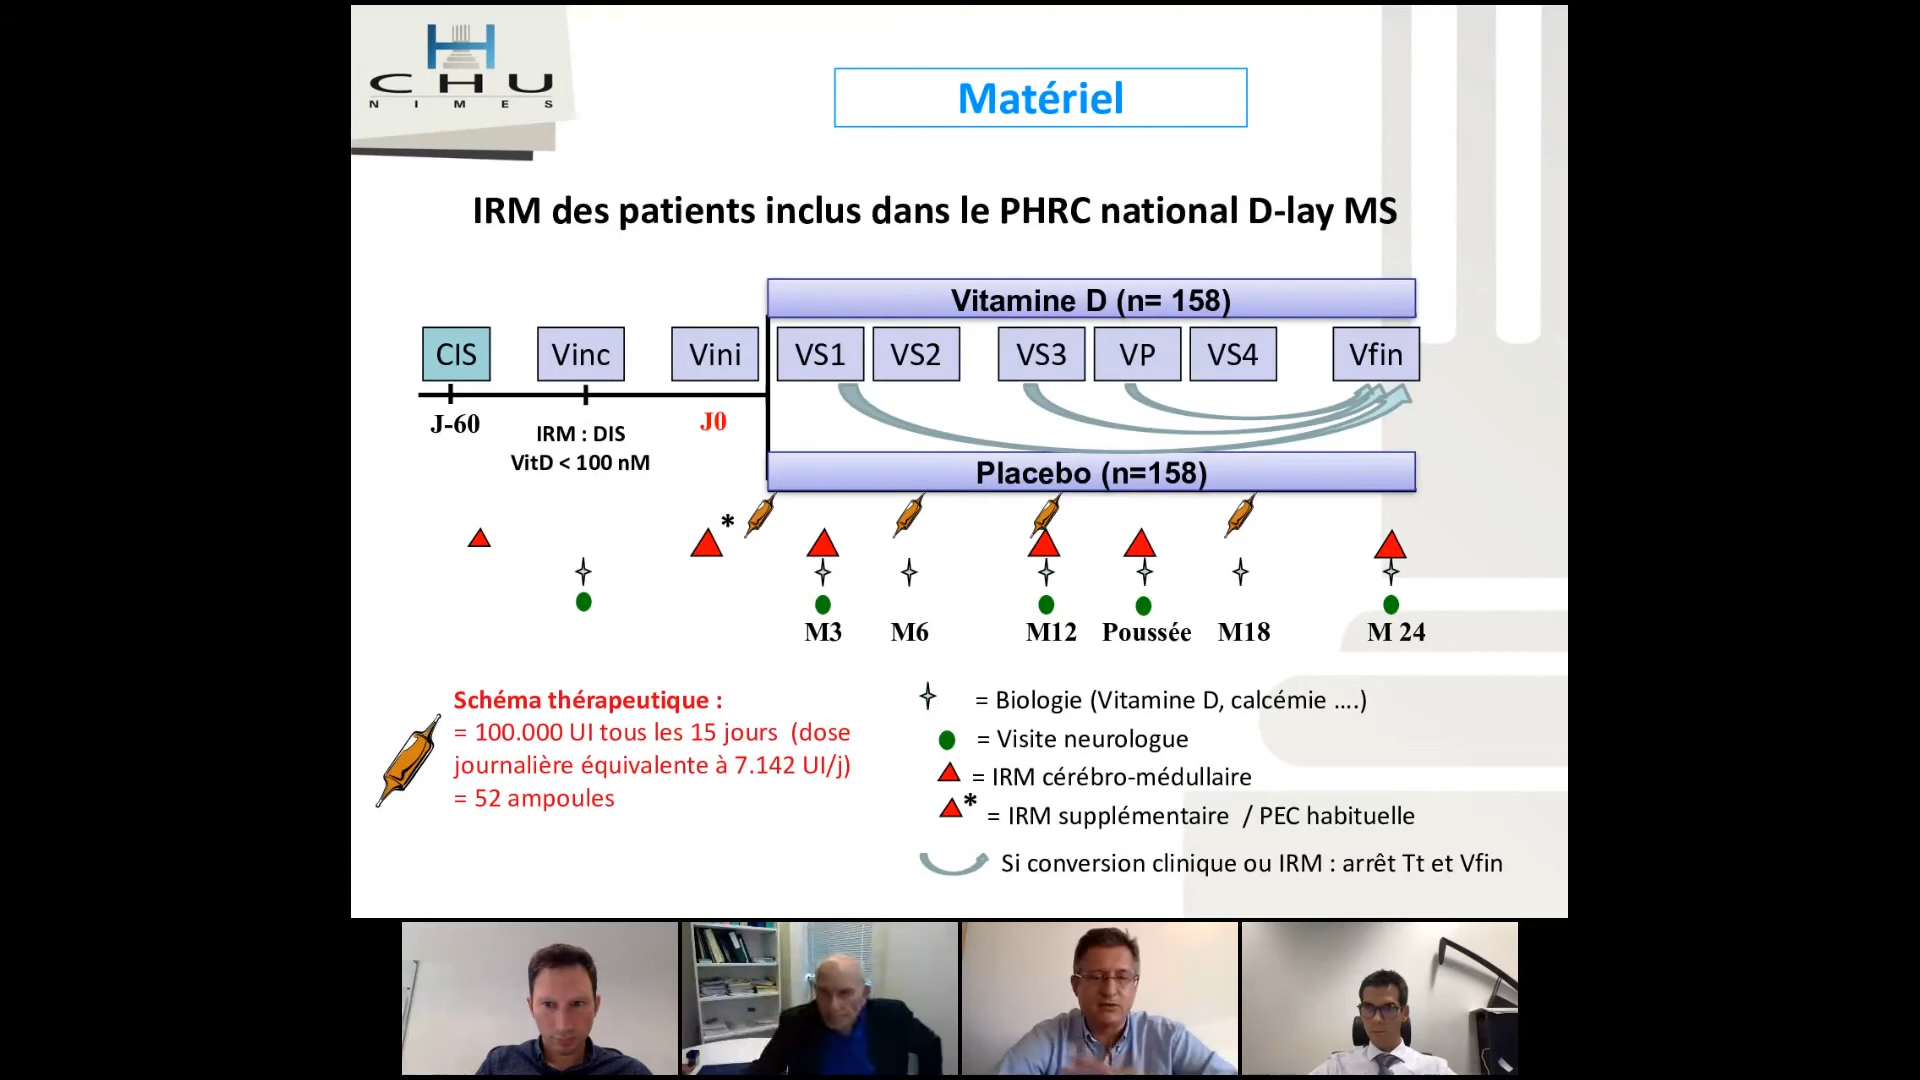 CHU
NIMES
Matériel
IRM des patients inclus dans le PHRC national D-lay MS
Vitamine D (n= 158)
CIS Vinc Vini VS1 VS2 VS3 VP VS4 Vfin
J-60
IRM : DIS
VitD < 100 nM
J0
Placebo (n=158)
*
M3 M6 M12 Poussée M18 M 24
Schéma thérapeutique :
= 100.000 UI tous les 15 jours (dose
journalière équivalente à 7.142 UI/j)
= 52 ampoules
= Biologie (Vitamine D, calcémie ....)
= Visite neurologue
= IRM cérébro-médullaire
* = IRM supplémentaire / PEC habituelle
Si conversion clinique ou IRM : arrêt Tt et Vfin